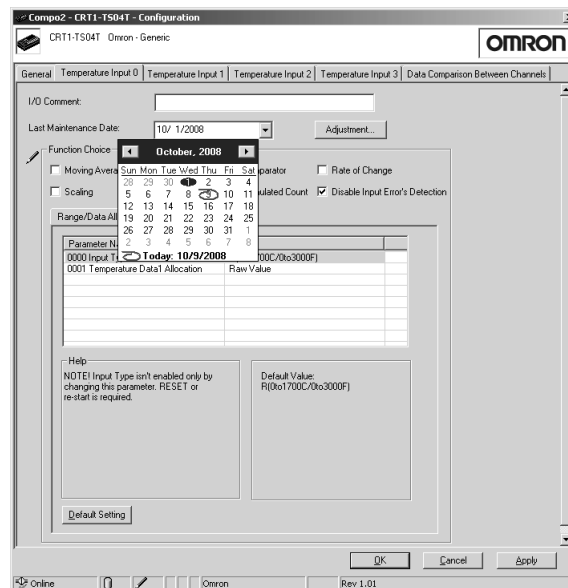 Compo2 - CRT1-TS04T - Configuration
CRT1-TS04T Omron - Generic
OMRON
General Temperature Input 0 Temperature Input 1 Temperature Input 2 Temperature Input 3 Data Comparison Between Channels
I/O Comment:
Last Maintenance Date: 10/ 1/2008 Adjustment...
Function Choice
October, 2008
Sun Mon Tue Wed Thu Fri Sat
28 29 30 1 2 3 4
5 6 7 8 9 10 11
12 13 14 15 16 17 18
19 20 21 22 23 24 25
26 27 28 29 30 31 1
2 3 4 5 6 7 8
Today: 10/9/2008
Moving Avera
Rate of Change
Scaling
Disable Input Error's Detection
Range/Data All
Parameter N
0000 Input T 700C/0to3000F)
0001 Temperature Data1 Allocation Raw Value
Help
NOTE! Input Type isn't enabled only by
changing this parameter. RESET or
re-start is required.
Default Value:
R(0to1700C/0to3000F)
Default Setting
OK Cancel Apply
Online Omron Rev 1.01